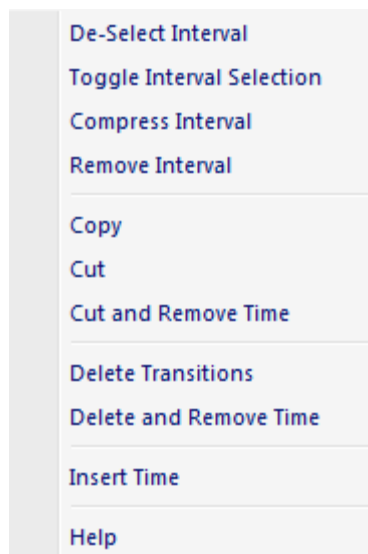 De-Select Interval
Toggle Interval Selection
Compress Interval
Remove Interval
Copy
Cut
Cut and Remove Time
Delete Transitions
Delete and Remove Time
Insert Time
Help